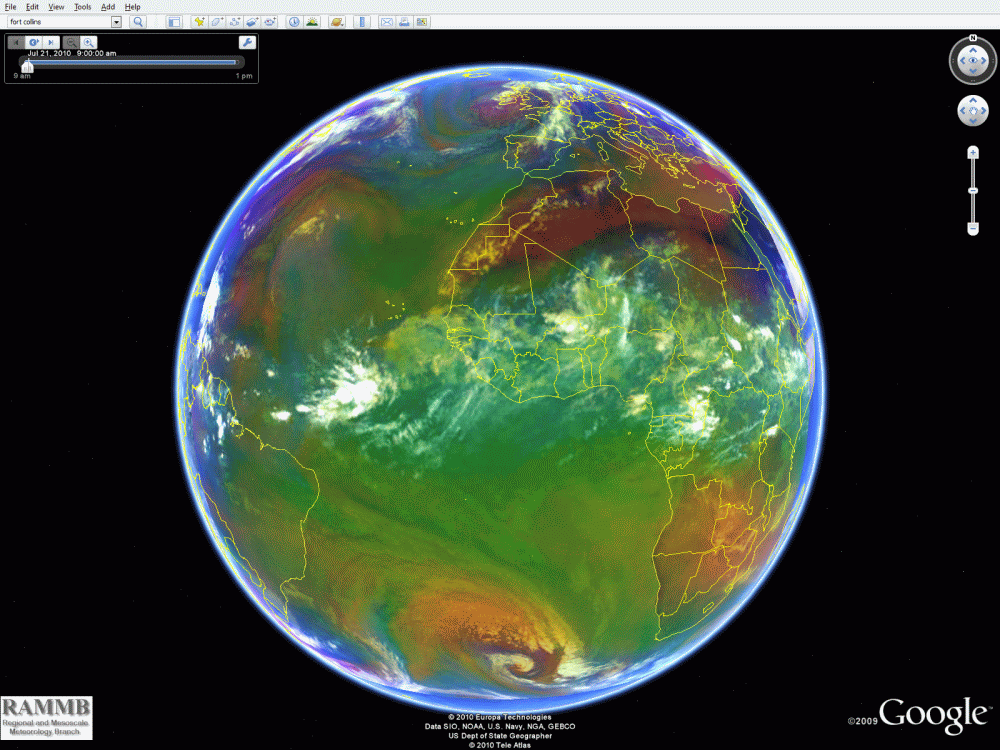 File Edit View Tools Add Help
fort collins
Jul 21, 2010 9:00:00 am
9 am 1 pm
N
RAMMB
Regional and Mesoscale
Meteorology Branch
© 2010 Europa Technologies
Data SIO, NOAA, U.S. Navy, NGA, GEBCO
US Dept of State Geographer
© 2010 Tele Atlas
©2009 Google™